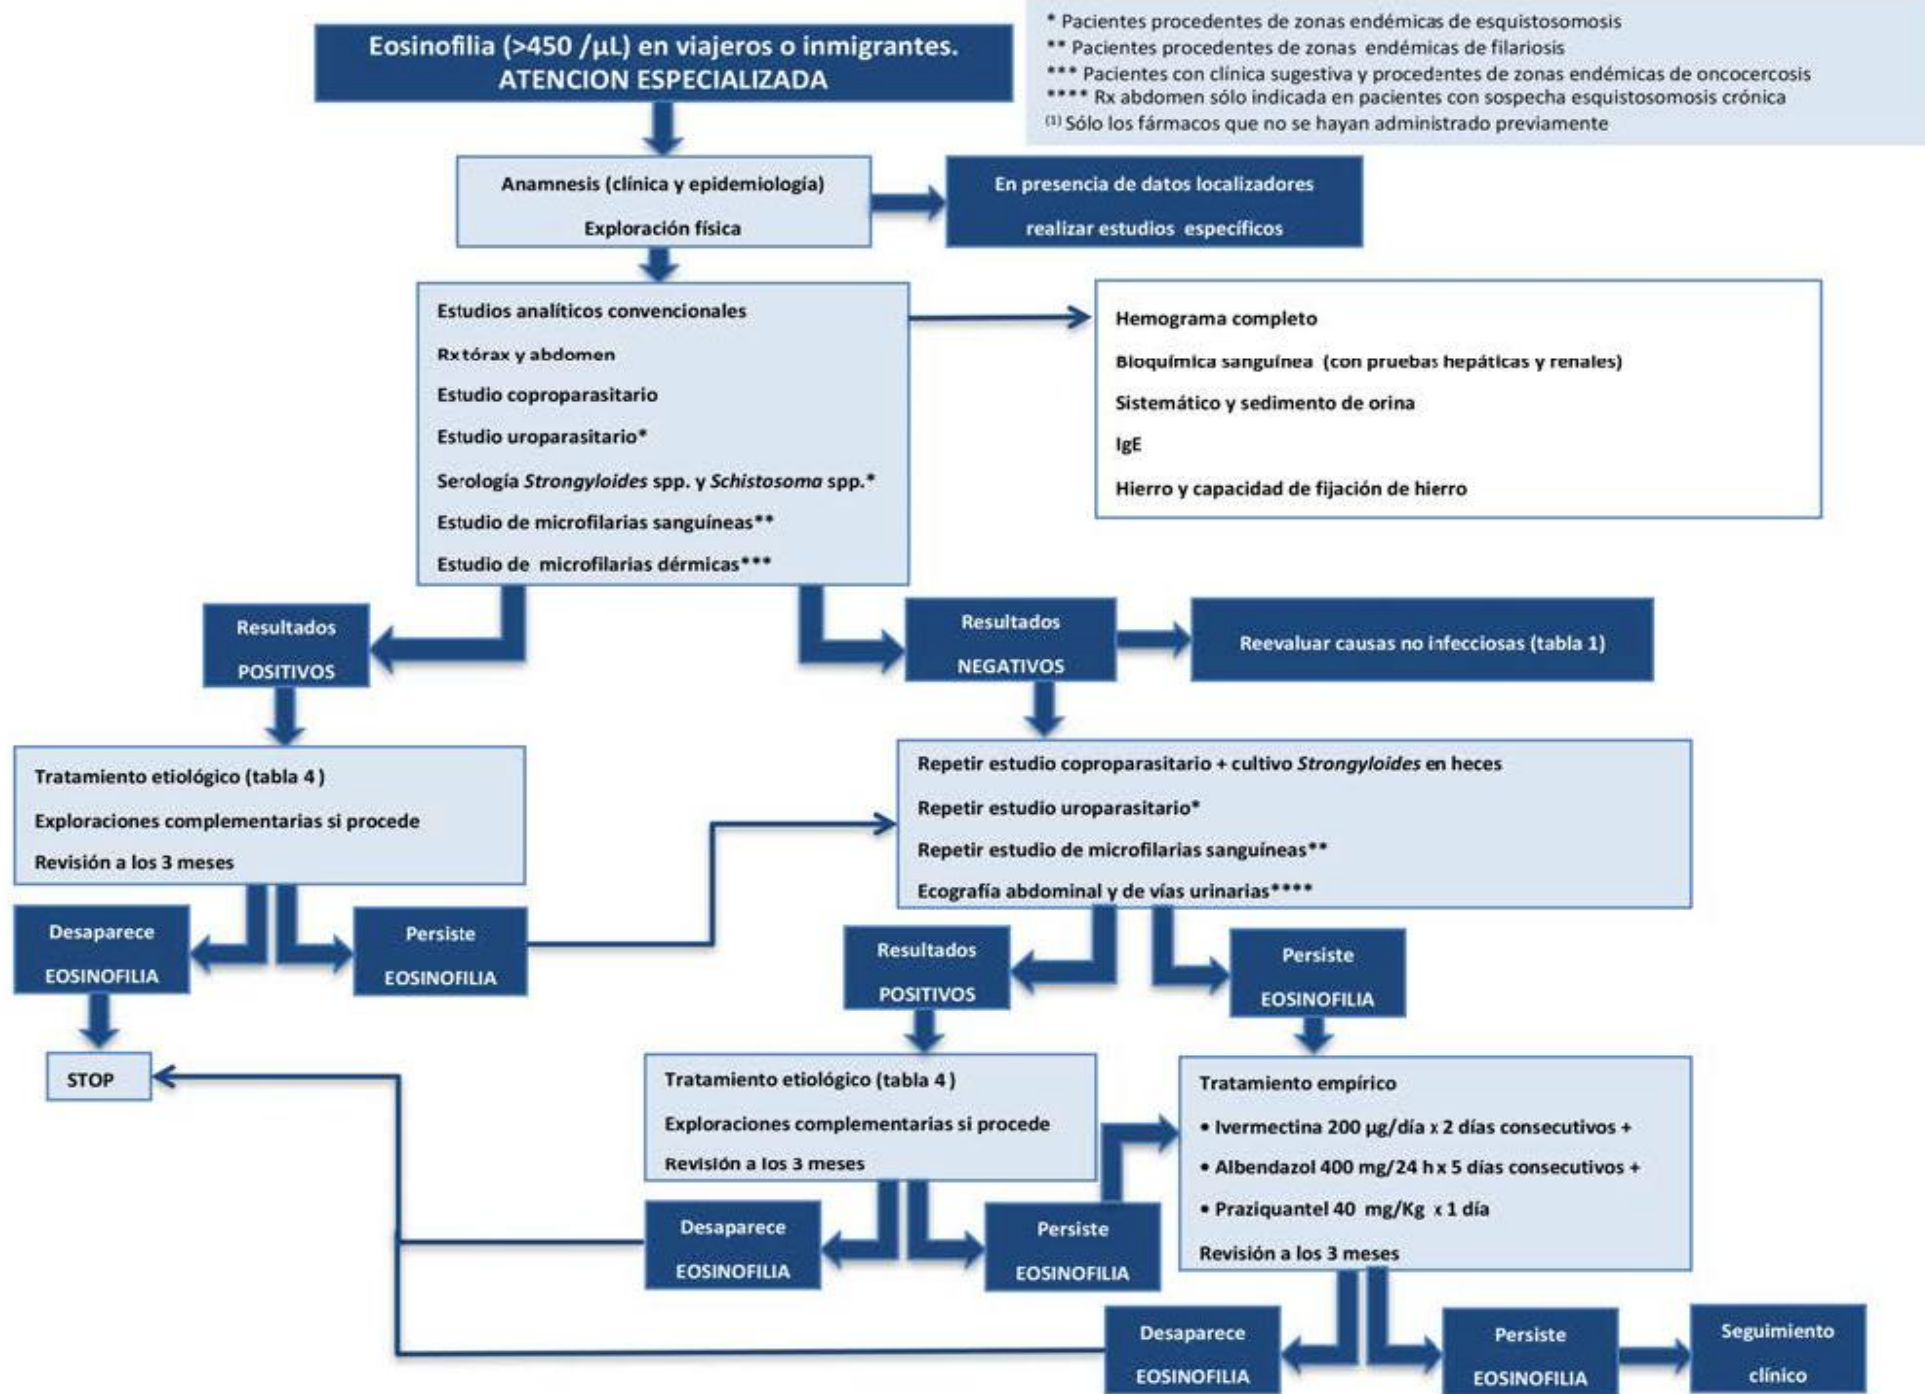 Eosinofilia (>450 /µL) en viajeros o inmigrantes.
ATENCION ESPECIALIZADA
* Pacientes procedentes de zonas endémicas de esquistosomosis
** Pacientes procedentes de zonas endémicas de filariosis
*** Pacientes con clínica sugestiva y procedentes de zonas endémicas de oncocercosis
**** Rx abdomen sólo indicada en pacientes con sospecha esquistosomosis crónica
(1) Sólo los fármacos que no se hayan administrado previamente
Anamnesis (clínica y epidemiología)
Exploración física
En presencia de datos localizadores
realizar estudios específicos
Estudios analíticos convencionales
Rx tórax y abdomen
Estudio coproparasitario
Estudio uroparasitario*
Serología Strongyloides spp. y Schistosoma spp.*
Estudio de microfilarias sanguíneas**
Estudio de microfilarias dérmicas***
Hemograma completo
Bioquímica sanguínea (con pruebas hepáticas y renales)
Sistemático y sedimento de orina
IgE
Hierro y capacidad de fijación de hierro
Resultados
POSITIVOS
Resultados
NEGATIVOS
Reevaluar causas no infecciosas (tabla 1)
Tratamiento etiológico (tabla 4 )
Exploraciones complementarias si procede
Revisión a los 3 meses
Repetir estudio coproparasitario + cultivo Strongyloides en heces
Repetir estudio uroparasitario*
Repetir estudio de microfilarias sanguíneas**
Ecografía abdominal y de vías urinarias****
Desaparece
EOSINOFILIA
Persiste
EOSINOFILIA
Resultados
POSITIVOS
Persiste
EOSINOFILIA
STOP
Tratamiento etiológico (tabla 4 )
Exploraciones complementarias si procede
Revisión a los 3 meses
Tratamiento empírico
• Ivermectina 200 µg/día x 2 días consecutivos +
• Albendazol 400 mg/24 h x 5 días consecutivos +
• Praziquantel 40 mg/Kg x 1 día
Revisión a los 3 meses
Desaparece
EOSINOFILIA
Persiste
EOSINOFILIA
Desaparece
EOSINOFILIA
Persiste
EOSINOFILIA
Seguimiento
clínico